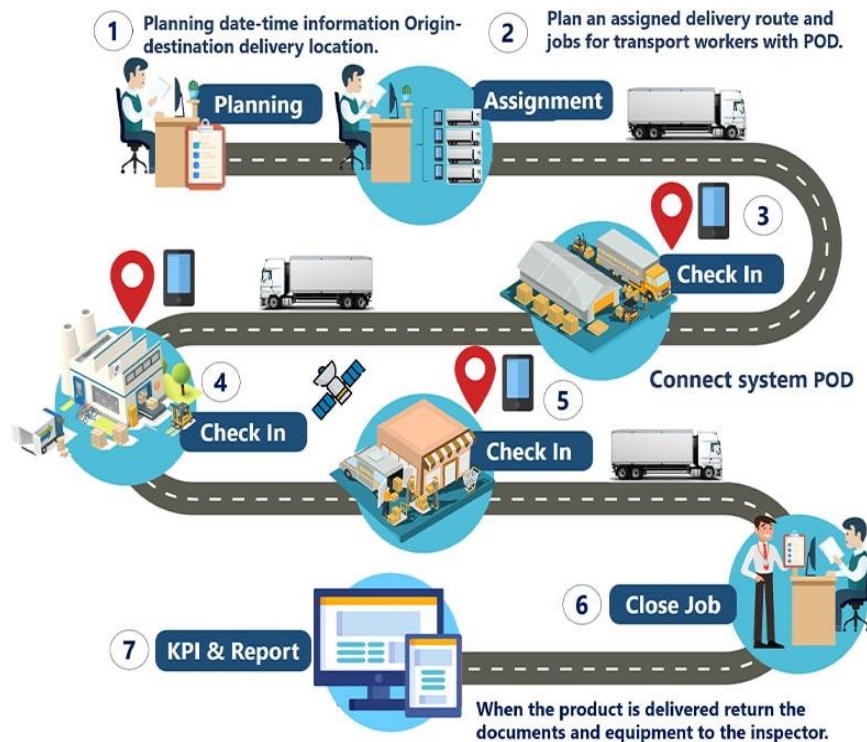 1
Planning date-time information Origin-
destination delivery location.
2
Plan an assigned delivery route and
jobs for transport workers with POD.
Planning
Assignment
3
Check In
4
Check In
Connect system POD
5
Check In
6
Close Job
7
KPI & Report
When the product is delivered return the
documents and equipment to the inspector.